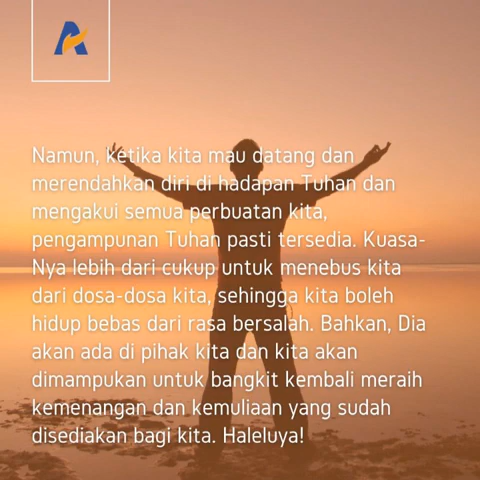 Namun, ketika kita mau datang dan
merendahkan diri di hadapan Tuhan dan
mengakui semua perbuatan kita,
pengampunan Tuhan pasti tersedia. Kuasa-
Nya lebih dari cukup untuk menebus kita
dari dosa-dosa kita, sehingga kita boleh
hidup bebas dari rasa bersalah. Bahkan, Dia
akan ada di pihak kita dan kita akan
dimampukan untuk bangkit kembali meraih
kemenangan dan kemuliaan yang sudah
disediakan bagi kita. Haleluya!